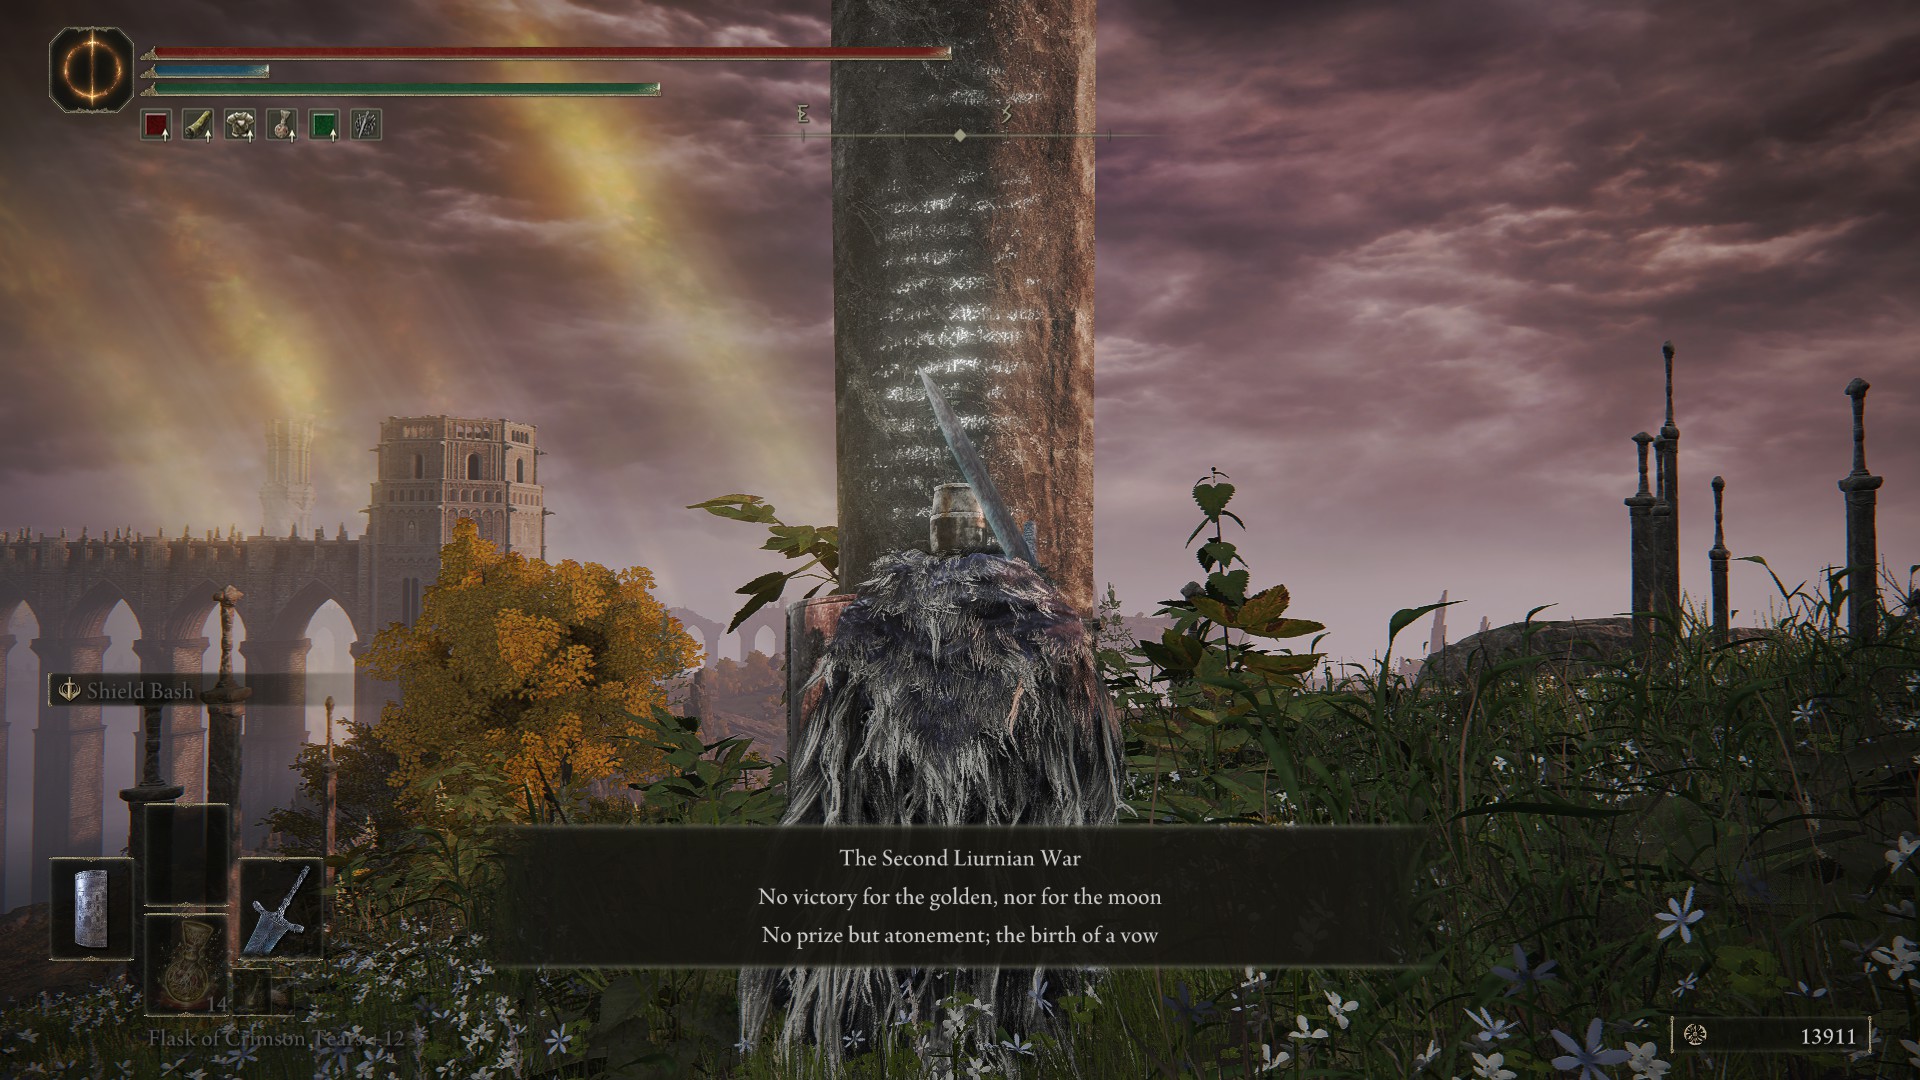 E
S
Shield Bash
The Second Liurnian War
No victory for the golden, nor for the moon
No prize but atonement; the birth of a vow
14
Flask of Crimson Tears +12
13911